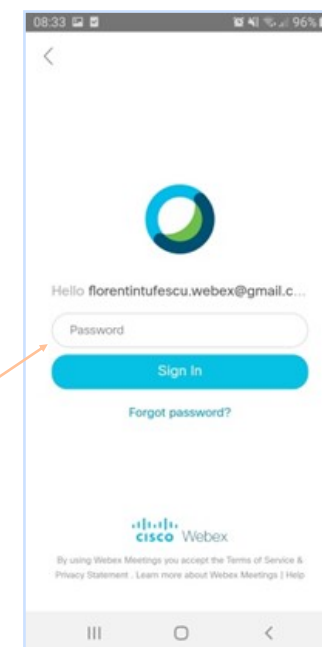 08:33 96%
Hello florentintufescu.webex@gmail.c...
Password
Sign In
Forgot password?
cisco Webex
By using Webex Meetings you accept the Terms of Service &
Privacy Statement . Learn more about Webex Meetings | Help